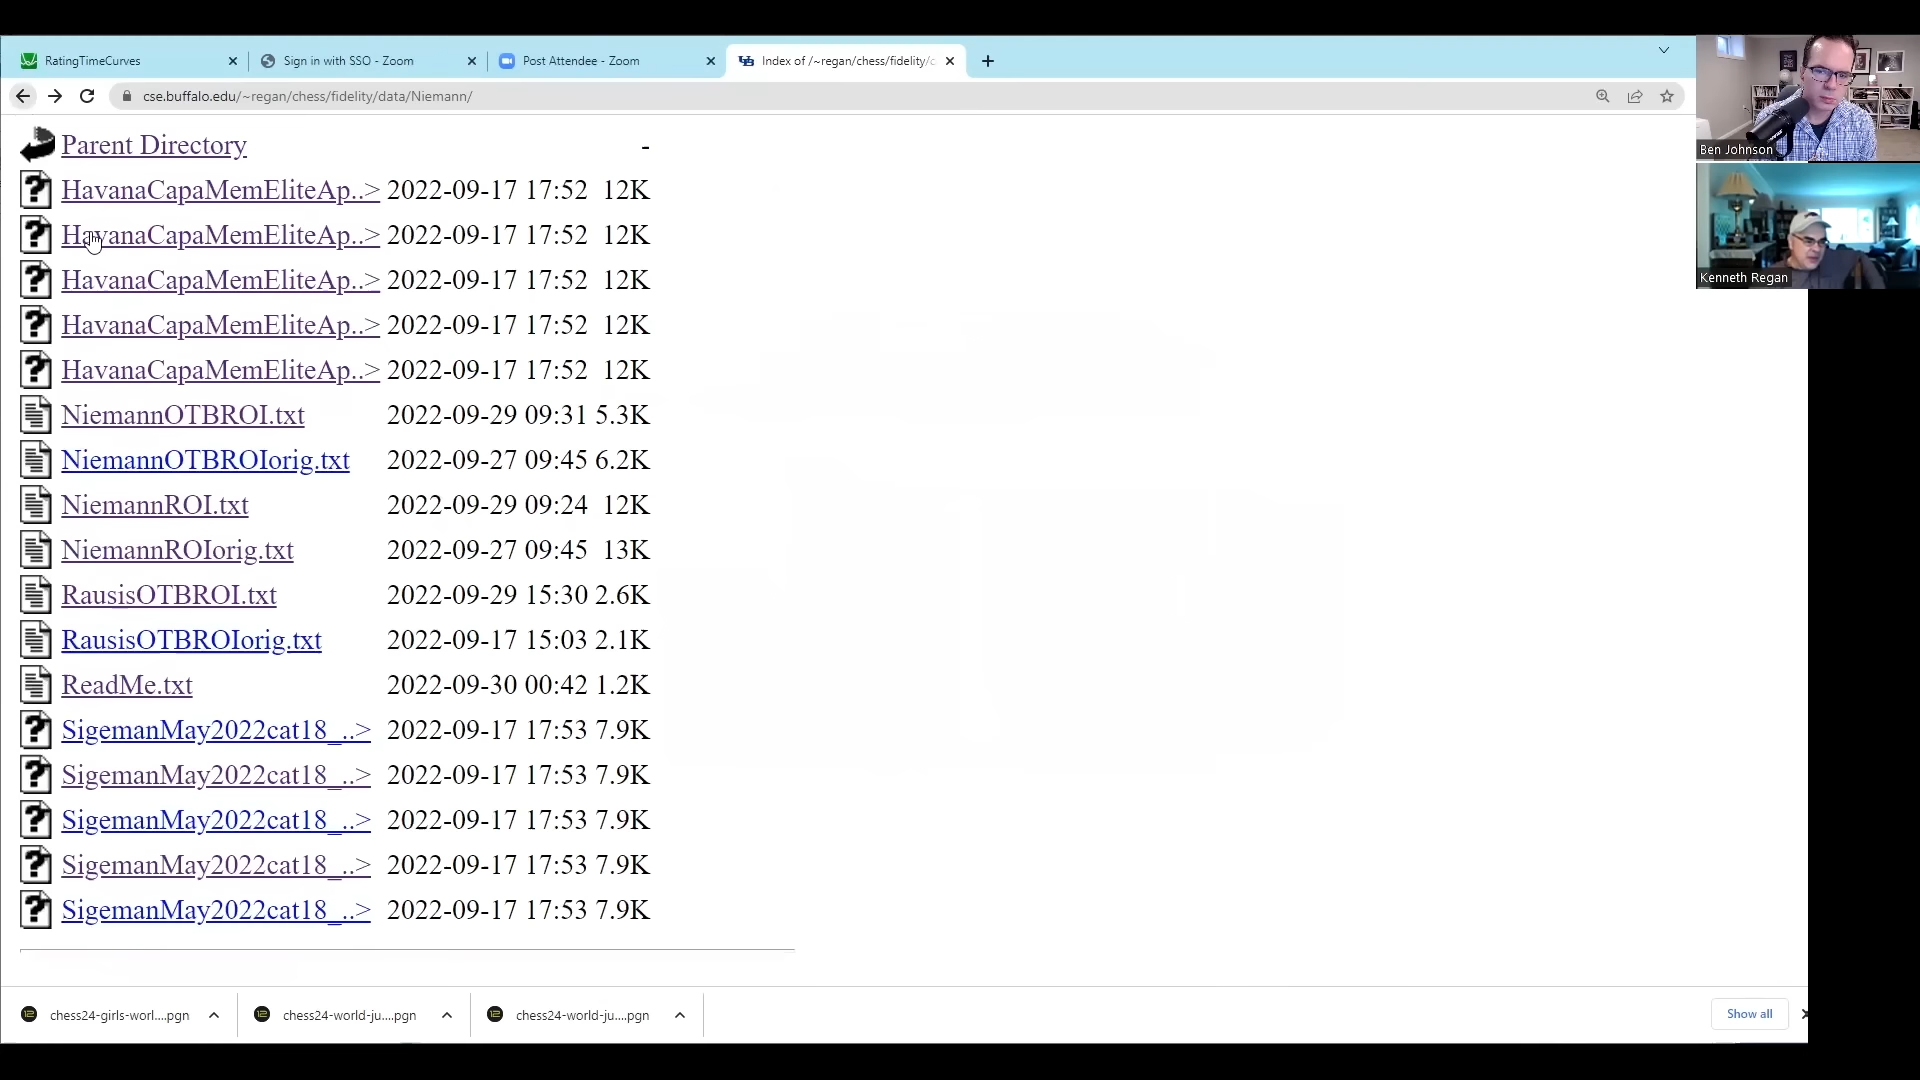 RatingTimeCurves
Sign in with SSO - Zoom
Post Attendee - Zoom
Index of /~regan/chess/fidelity/c
cse.buffalo.edu/~regan/chess/fidelity/data/Niemann/
Ben Johnson
Kenneth Regan
Parent Directory -
HavanaCapaMemEliteAp..> 2022-09-17 17:52 12K
HavanaCapaMemEliteAp..> 2022-09-17 17:52 12K
HavanaCapaMemEliteAp..> 2022-09-17 17:52 12K
HavanaCapaMemEliteAp..> 2022-09-17 17:52 12K
HavanaCapaMemEliteAp..> 2022-09-17 17:52 12K
NiemannOTBROI.txt 2022-09-29 09:31 5.3K
NiemannOTBROIorig.txt 2022-09-27 09:45 6.2K
NiemannROI.txt 2022-09-29 09:24 12K
NiemannROIorig.txt 2022-09-27 09:45 13K
RausisOTBROI.txt 2022-09-29 15:30 2.6K
RausisOTBROIorig.txt 2022-09-17 15:03 2.1K
ReadMe.txt 2022-09-30 00:42 1.2K
SigemanMay2022cat18_..> 2022-09-17 17:53 7.9K
SigemanMay2022cat18_..> 2022-09-17 17:53 7.9K
SigemanMay2022cat18_..> 2022-09-17 17:53 7.9K
SigemanMay2022cat18_..> 2022-09-17 17:53 7.9K
SigemanMay2022cat18_..> 2022-09-17 17:53 7.9K
chess24-girls-worl....pgn
chess24-world-ju....pgn
chess24-world-ju....pgn
Show all